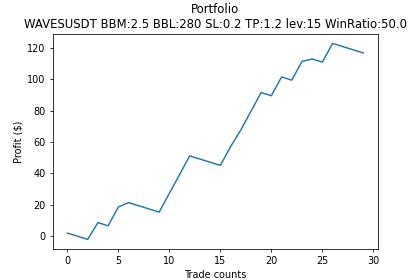 Portfolio
WAVESUSDT BBM:2.5 BBL:280 SL:0.2 TP:1.2 lev:15 WinRatio:50.0
120
100
80
60
40
20
0
Profit ($)
0 5 10 15 20 25 30
Trade counts